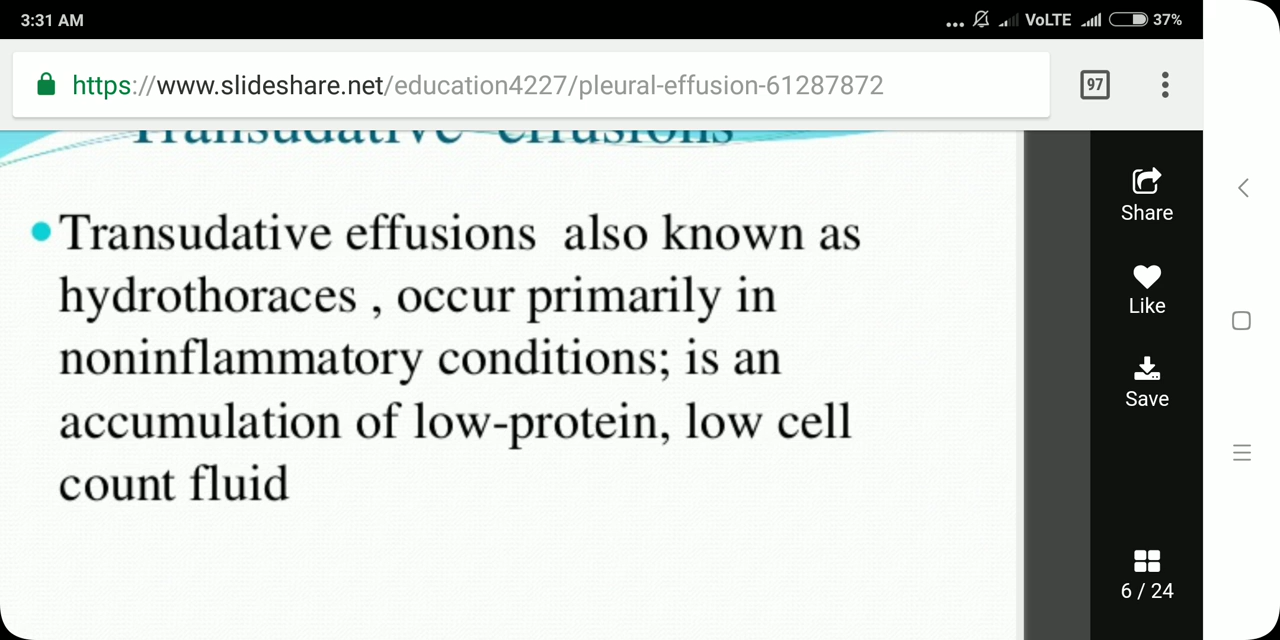 3:31 AM
... VoLTE 37%
https://www.slideshare.net/education4227/pleural-effusion-61287872
97
Transudative effusions
Transudative effusions also known as
hydrothoraces , occur primarily in
noninflammatory conditions; is an
accumulation of low-protein, low cell
count fluid
Share
Like
Save
6 / 24